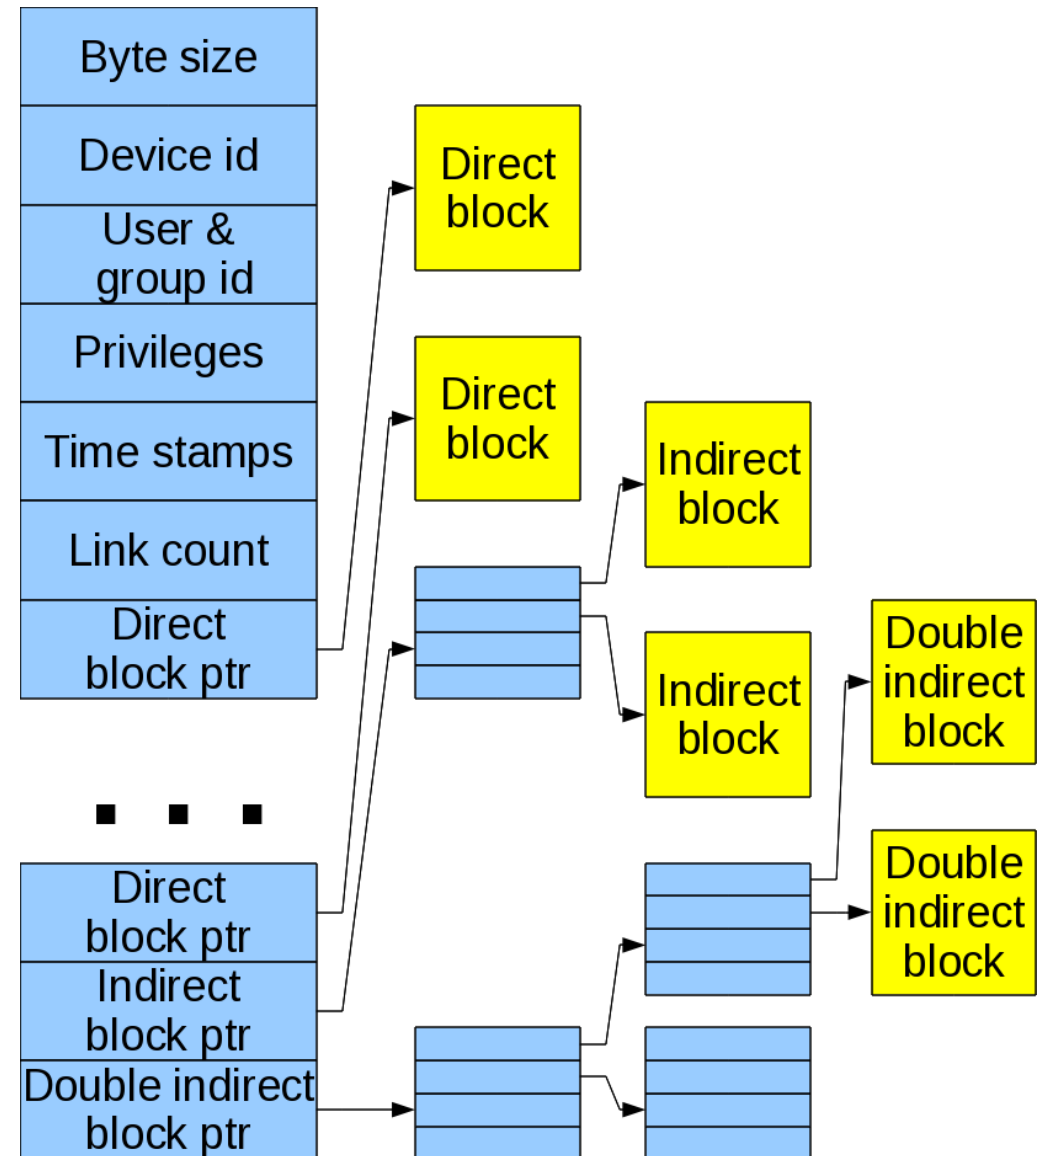 Byte size
Device id
User &
group id
Privileges
Time stamps
Link count
Direct
block ptr
. . .
Direct
block ptr
Indirect
block ptr
Double indirect
block ptr
Direct
block
Direct
block
Indirect
block
Indirect
block
Double
indirect
block
Double
indirect
block